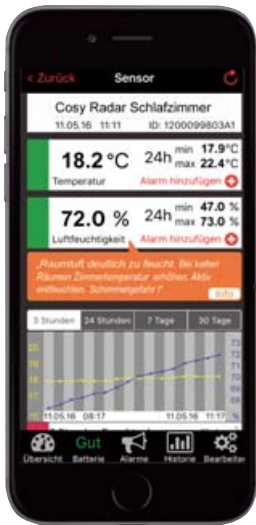 < Zurück Sensor
Cosy Radar Schlafzimmer
11.05.16 11:11 ID: 1200099803A1
18.2 °C 24h min 17.9°C
max 22.4°C
Temperatur Alarm hinzufügen
72.0 % 24h min 47.0 %
max 73.0 %
Luftfeuchtigkeit Alarm hinzufügen
„Raumluft deutlich zu feucht. Bei kalten
Räumen Zimmertemperatur erhöhen. Aktiv
entfeuchten. Schimmelgefahr !"
Info
3 Stunden 24 Stunden 7 Tage 30 Tage
20 73
19 72
71
18 70
17 69
68
16 11.05.16 08:17 11.05.16 11:17 %
Übersicht Gut Batterie Alarme Historie Bearbeiten